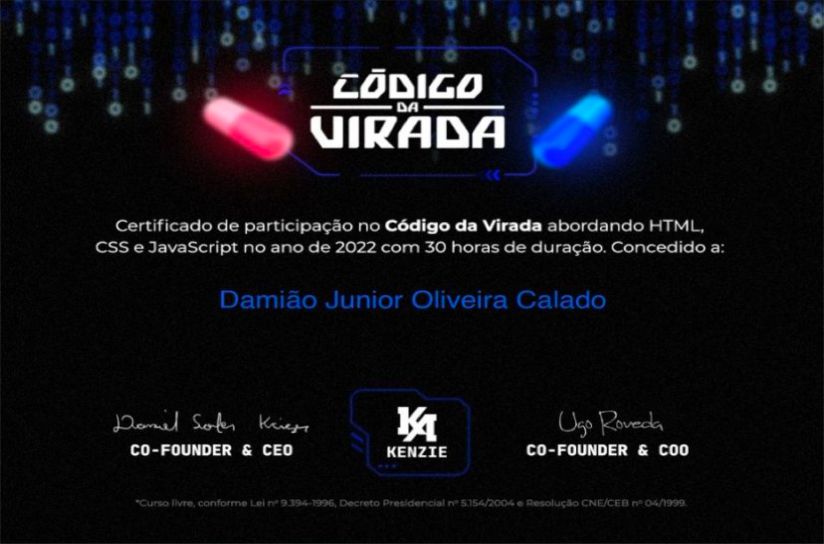 CÓDIGO
DA
VIRADA
Certificado de participação no Código da Virada abordando HTML,
CSS e JavaScript no ano de 2022 com 30 horas de duração. Concedido a:
Damião Junior Oliveira Calado
Daniel
Ugo Roveda
CO-FOUNDER & CEO
KA
KENZIE
CO-FOUNDER & COO
*Curso livre, conforme Lei nº 9.394-1996, Decreto Presidencial nº 5.154/2004 e Resolução CNE/CEB nº 04/1999.